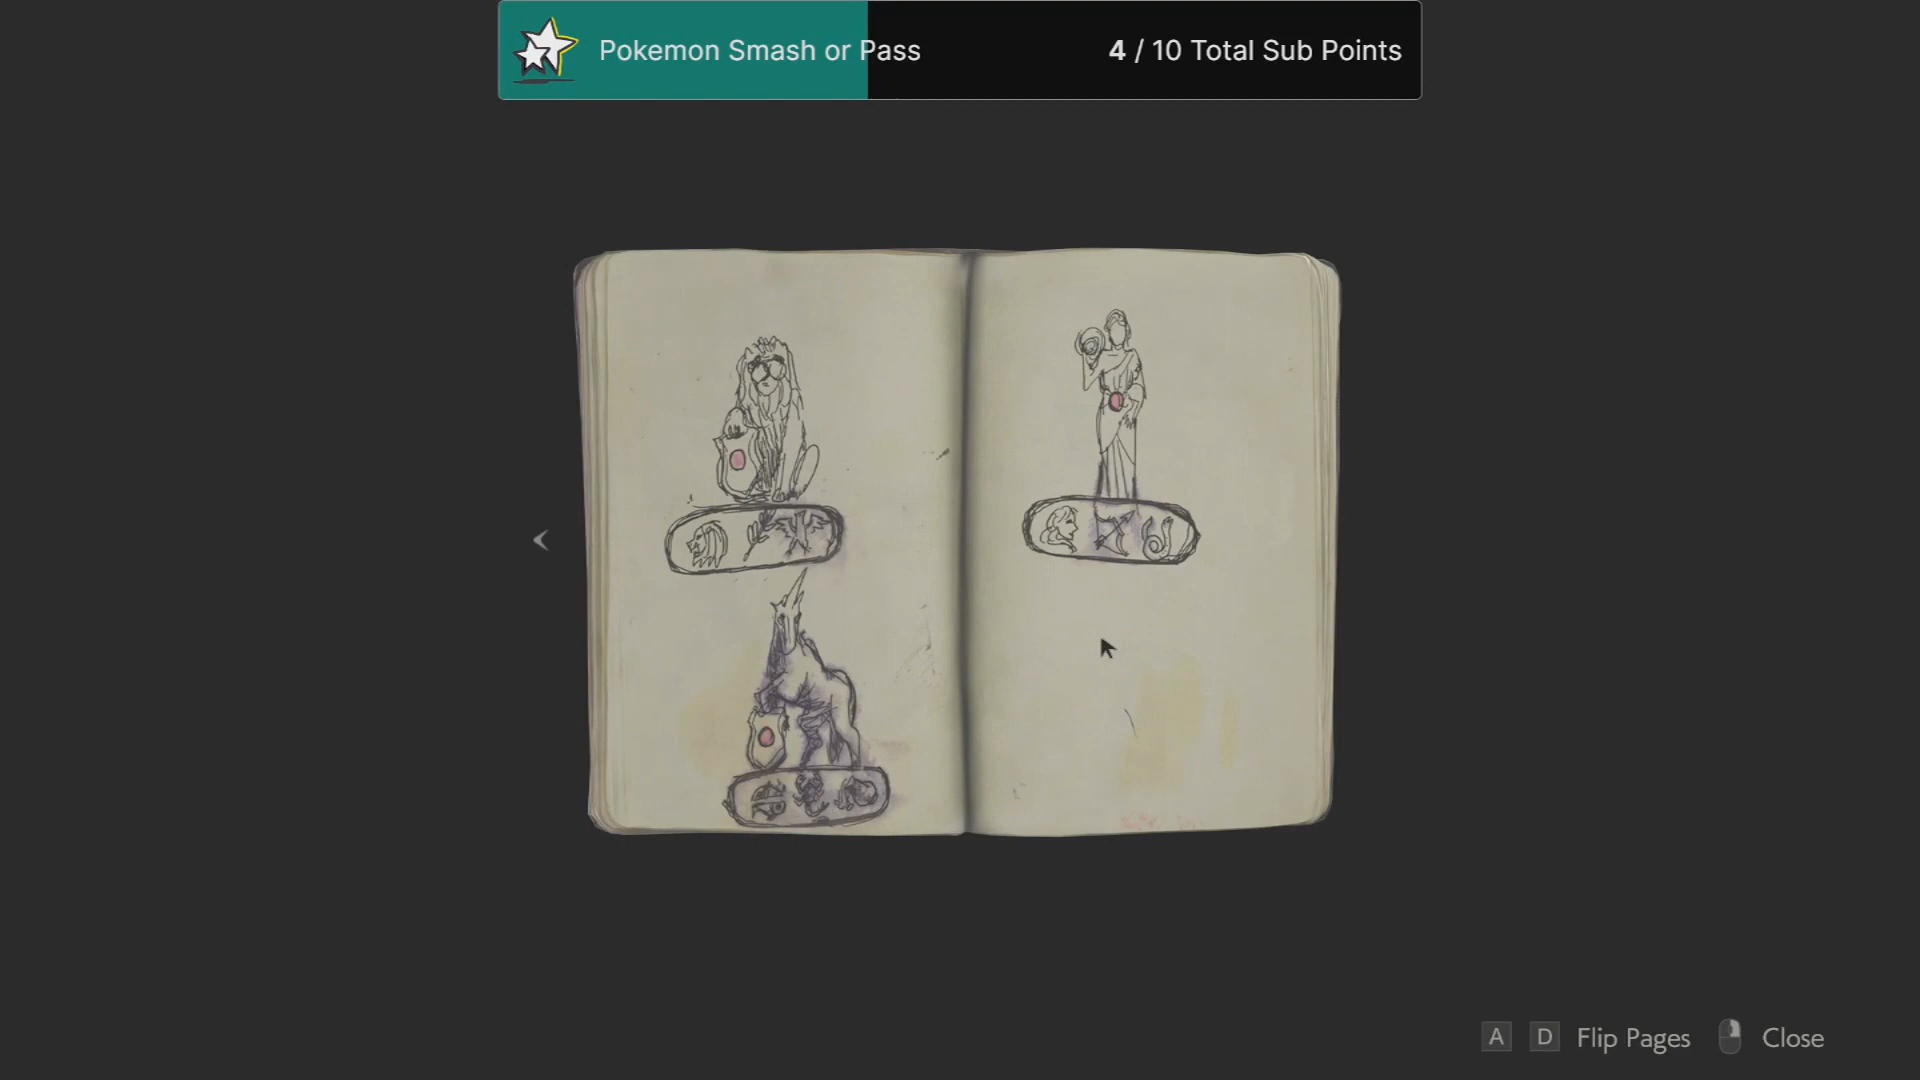 Pokemon Smash or Pass
4 / 10 Total Sub Points
A D Flip Pages Close